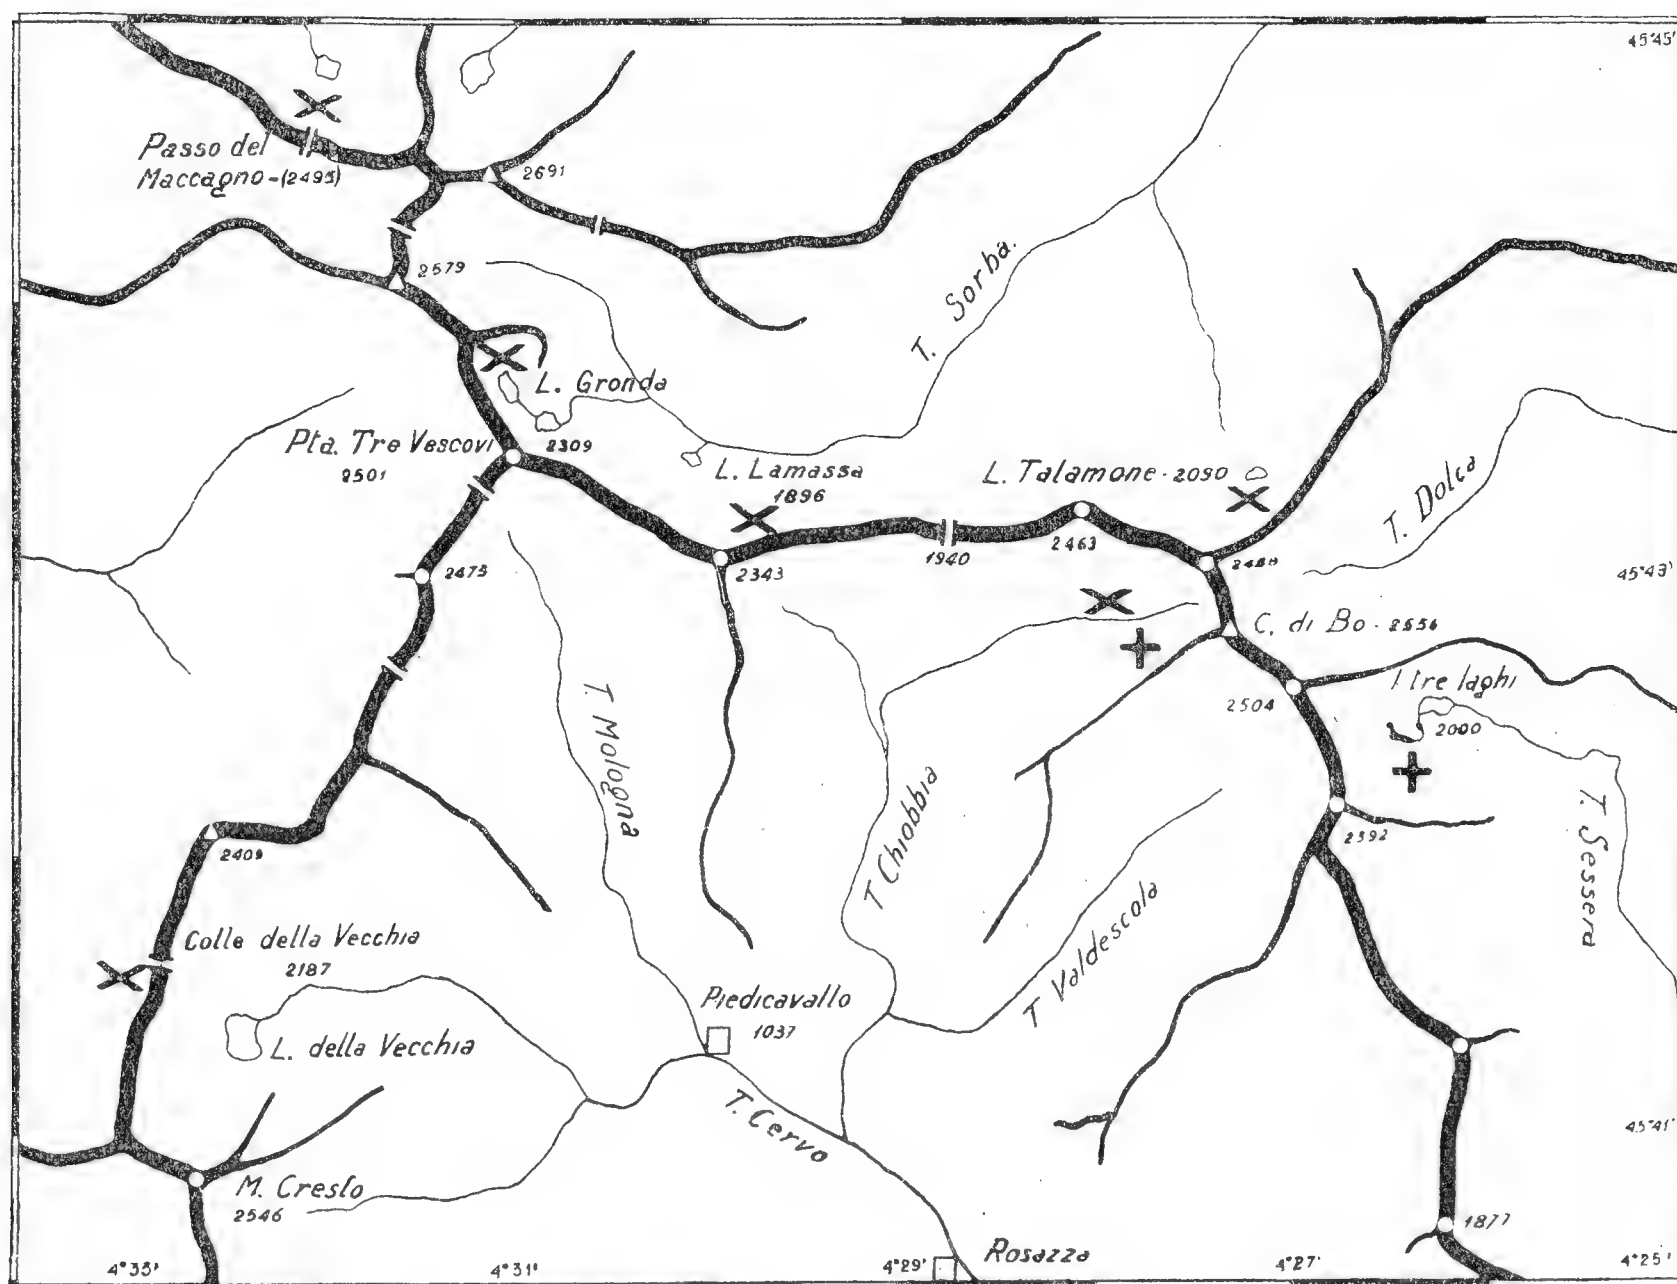 45°45'
Passo del
Maccagno-(2495)
2691
2579
T. Sorba.
L. Gronda
Pta. Tre Vescovi
2309
2501
L. Lamassa
1896
L. Talamone-2090
T. Dolca
2475
2343
1940
2463
2488
45°43'
C. di Bo-2556
I tre laghi
2504
2000
T. Mologna
T Chiobbia
2392
T. Sessera
2409
T Valdescola
Colle della Vecchia
2187
Piedicavallo
1037
L. della Vecchia
T. Cervo
45°41'
M. Cresto
2546
1877
Rosazza
4°35'
4°31'
4°29'
4°27'
4°25'